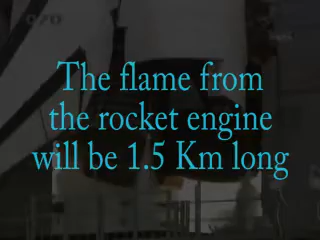 The flame from
the rocket engine
will be 1.5 Km long